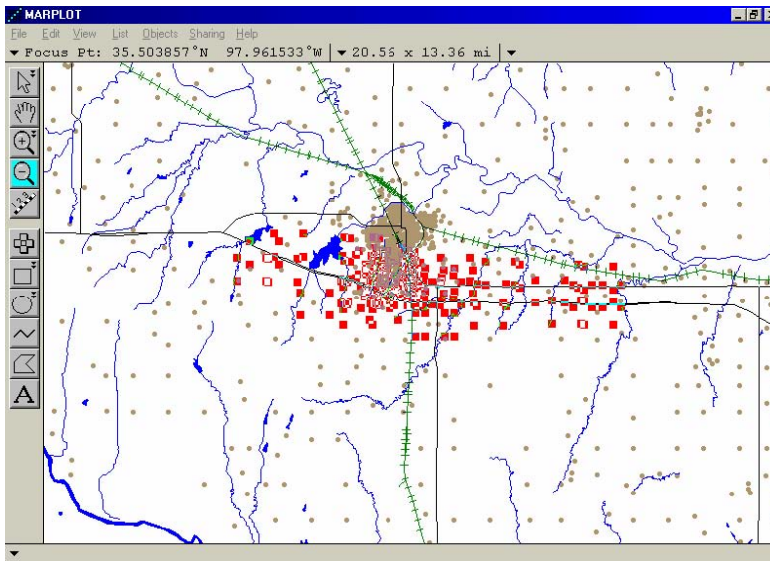 MARPLOT
File Edit View List Objects Sharing Help
Focus Pt: 35.503857°N 97.961533°W 20.56 x 13.36 mi
A